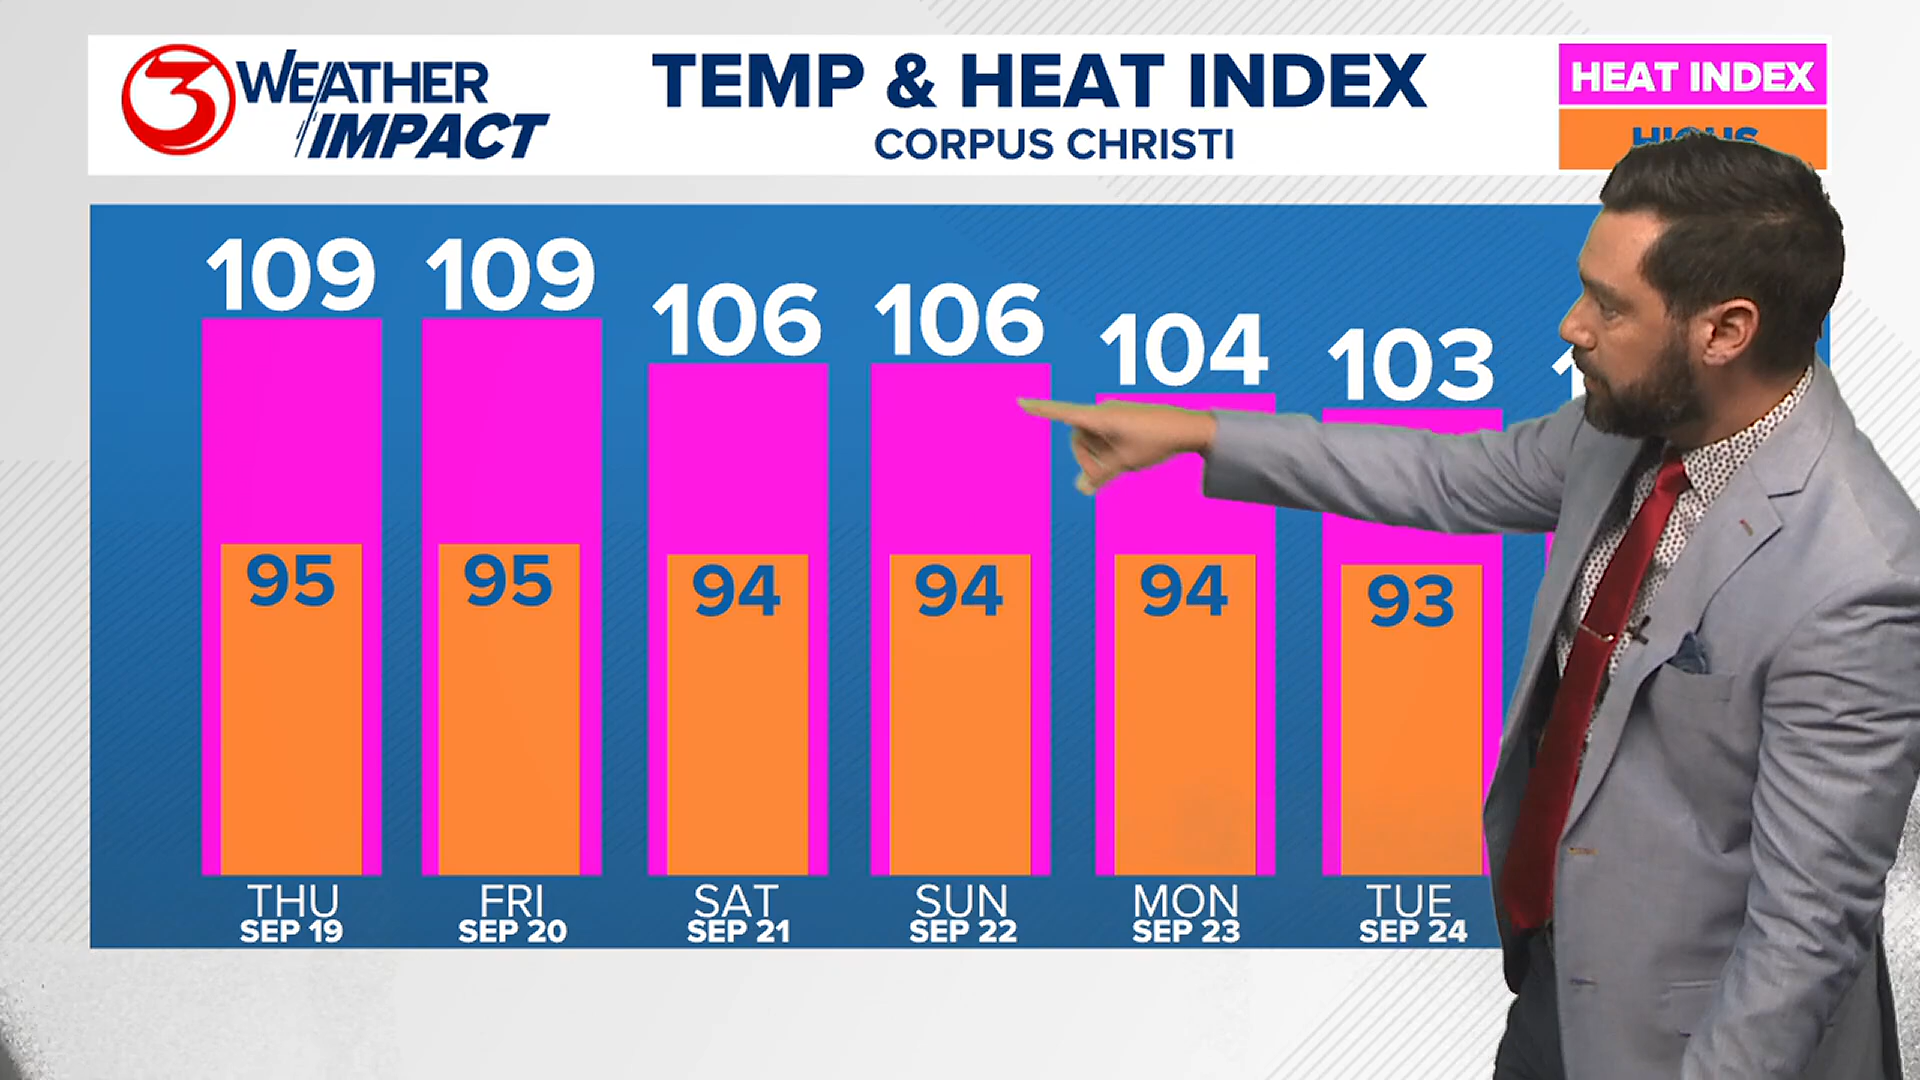 3 WEATHER
IMPACT
TEMP & HEAT INDEX
CORPUS CHRISTI
HEAT INDEX
109 109 106 106 104 103
95 95 94 94 94 93
THU FRI SAT SUN MON TUE
SEP 19 SEP 20 SEP 21 SEP 22 SEP 23 SEP 24